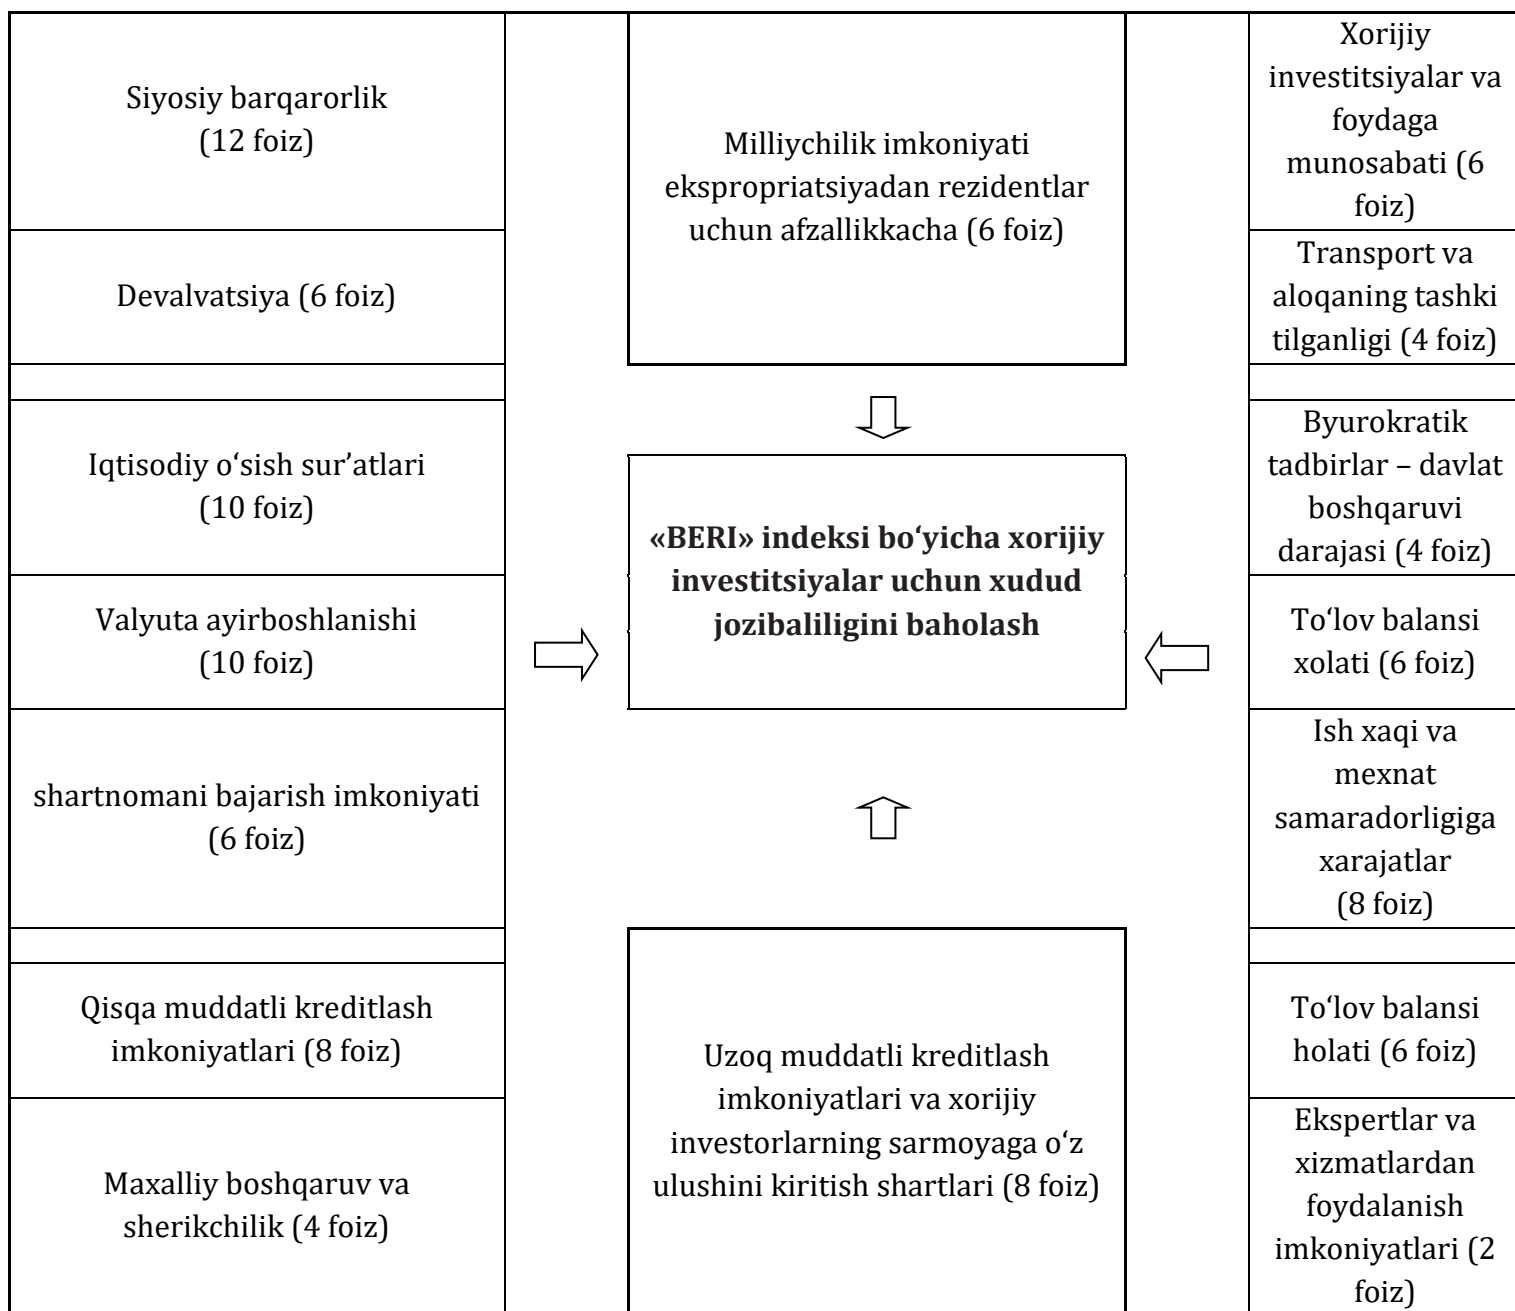 Siyosiy barqarorlik
(12 foiz)
Milliychilik imkoniyati
ekspropriatsiyadan rezidentlar
uchun afzallikkacha (6 foiz)
Xorijiy
investitsiyalar va
foydaga
munosabati (6
foiz)
Devalvatsiya (6 foiz)
Transport va
aloqaning tashki
tilganligi (4 foiz)
Iqtisodiy o‘sish sur’atlari
(10 foiz)
«BERI» indeksi bo‘yicha xorijiy
investitsiyalar uchun xudud
jozibaliligini baholash
Byurokratik
tadbirlar – davlat
boshqaruvi
darajasi (4 foiz)
Valyuta ayirboshlanishi
(10 foiz)
To‘lov balansi
xolati (6 foiz)
shartnomani bajarish imkoniyati
(6 foiz)
Ish xaqi va
mexnat
samaradorligiga
xarajatlar
(8 foiz)
Qisqa muddatli kreditlash
imkoniyatlari (8 foiz)
Uzoq muddatli kreditlash
imkoniyatlari va xorijiy
investorlarning sarmoyaga o‘z
ulushini kiritish shartlari (8 foiz)
To‘lov balansi
holati (6 foiz)
Maxalliy boshqaruv va
sherikchilik (4 foiz)
Ekspertlar va
xizmatlardan
foydalanish
imkoniyatlari (2
foiz)